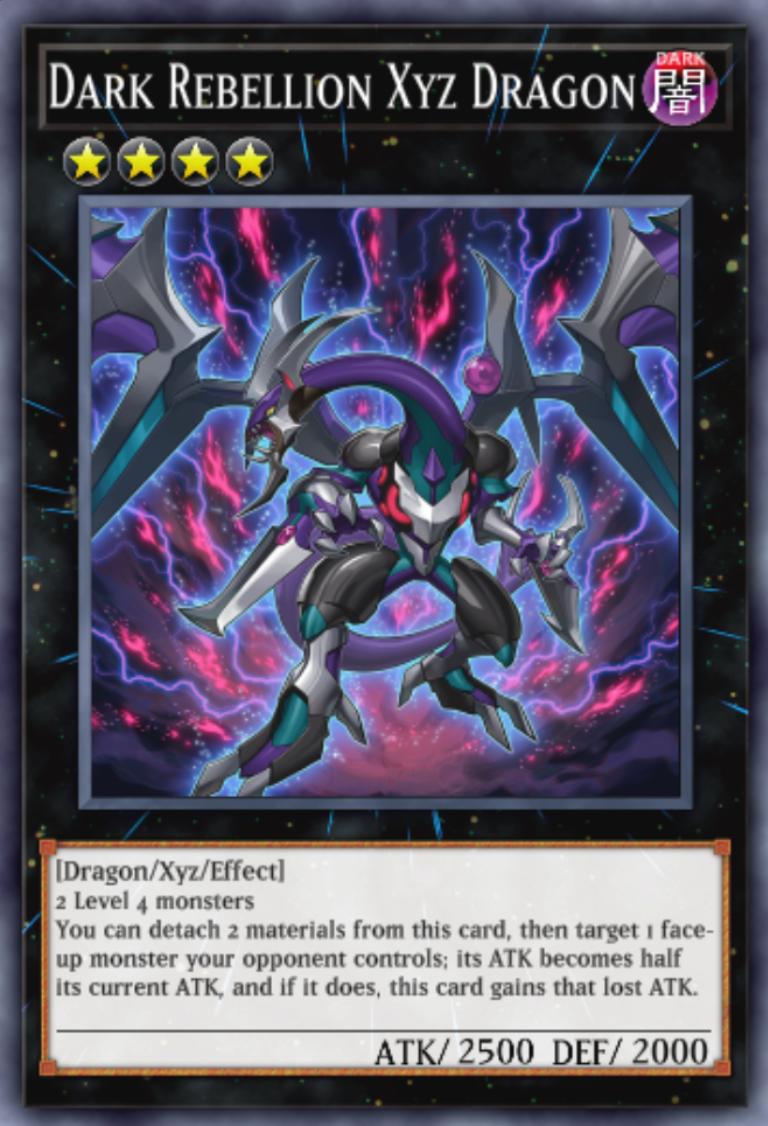 Dark Rebellion Xyz Dragon
DARK
闇
[Dragon/Xyz/Effect]
2 Level 4 monsters
You can detach 2 materials from this card, then target 1 face-
up monster your opponent controls; its ATK becomes half
its current ATK, and if it does, this card gains that lost ATK.
ATK/ 2500 DEF/ 2000